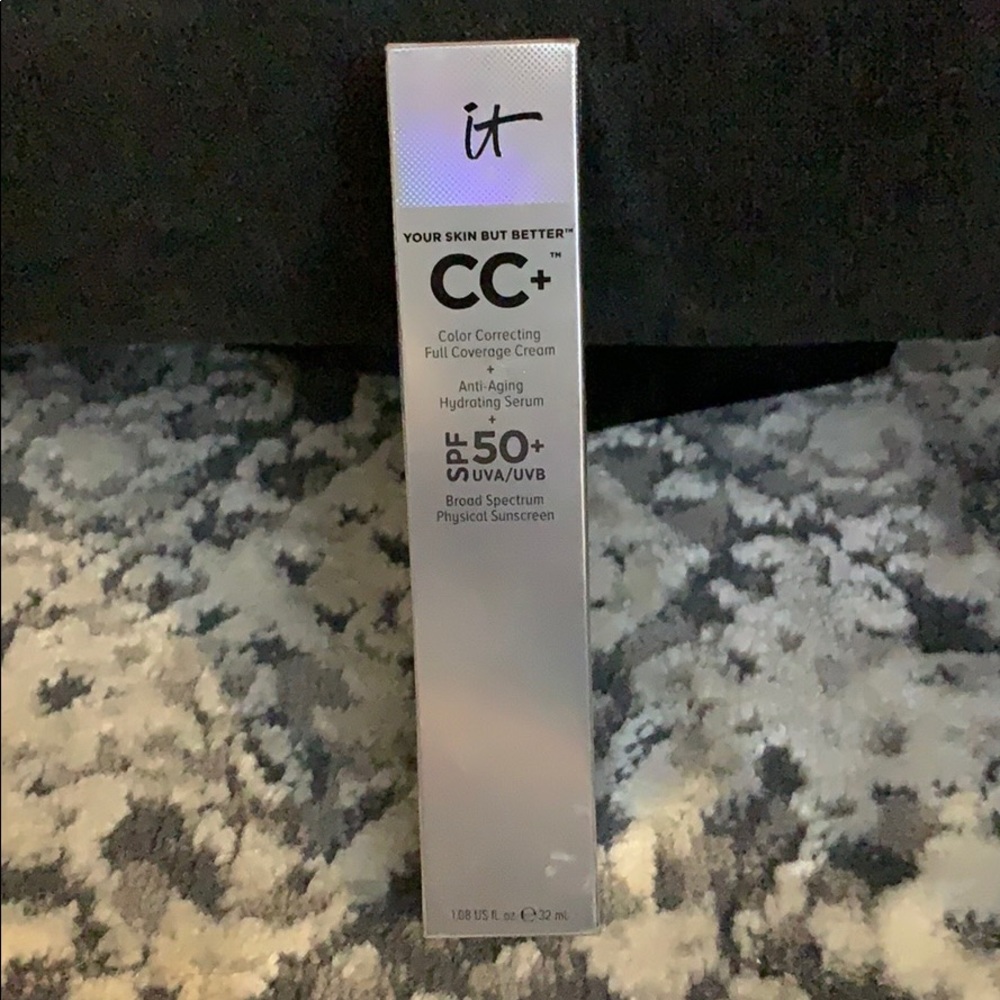 it
YOUR SKIN BUT BETTER™
CC+™
Color Correcting
Full Coverage Cream
+
Anti-Aging
Hydrating Serum
+
SPF 50+
UVA/UVB
Broad Spectrum
Physical Sunscreen
1.08 US fl. oz. ℮ 32 mL